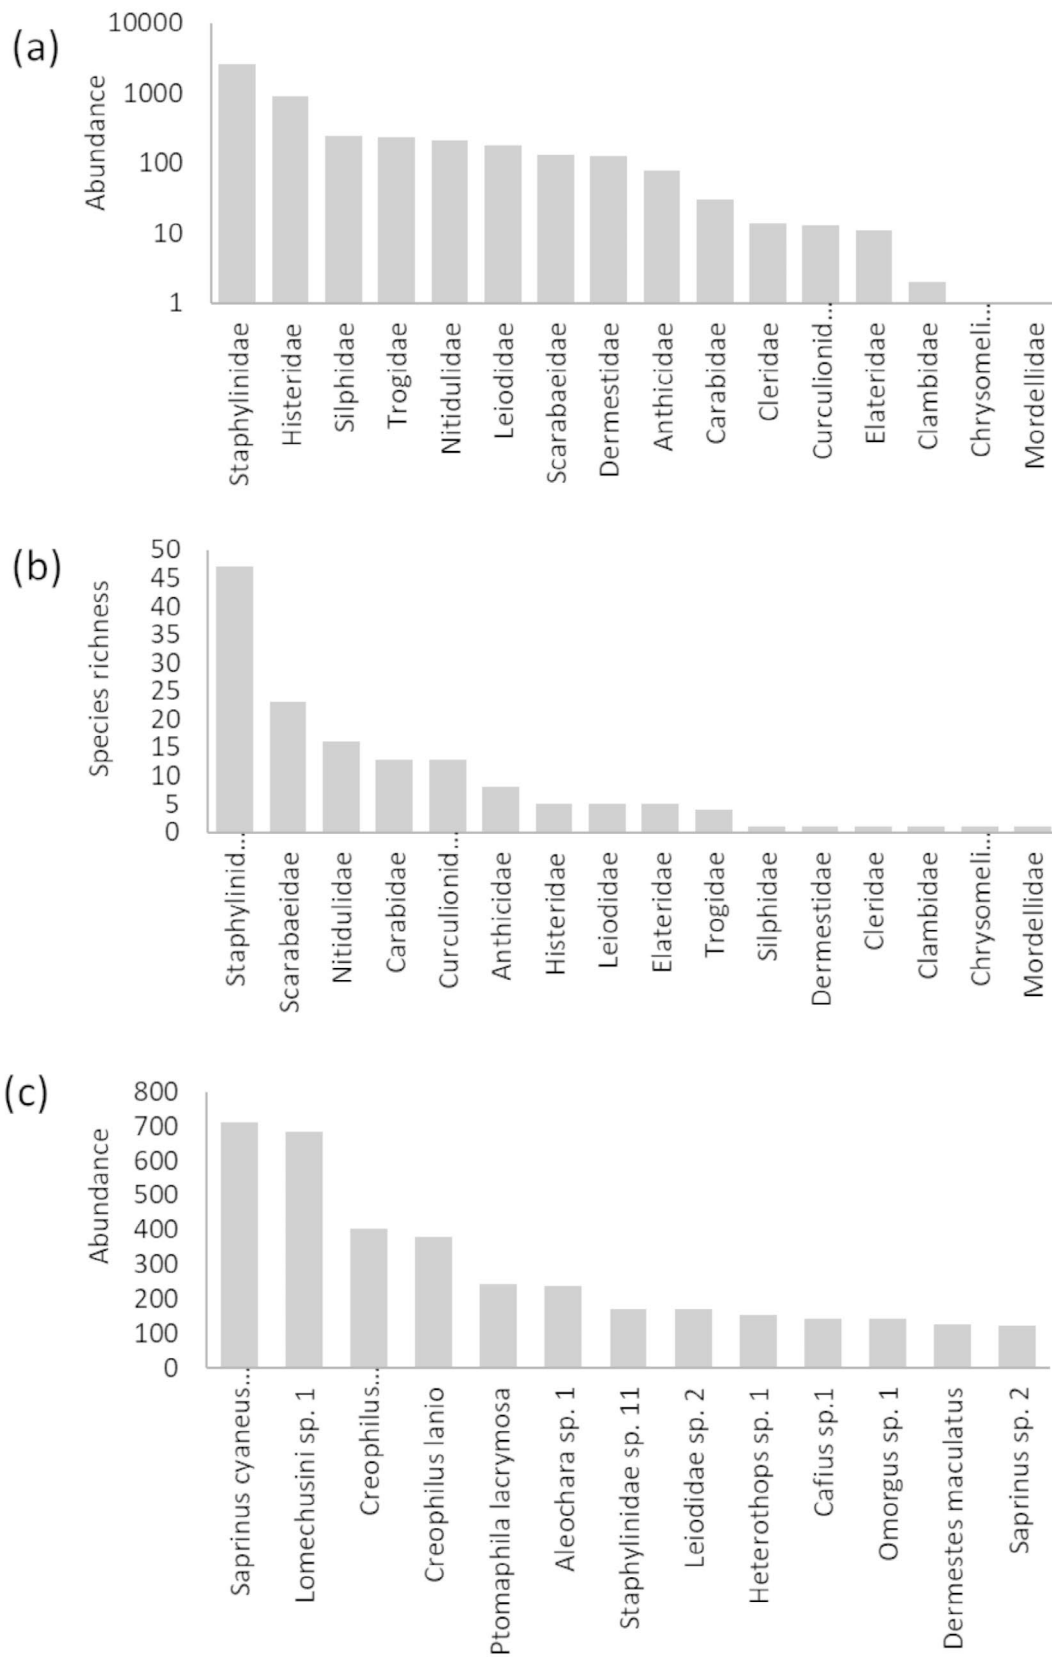 (a)
Abundance
10000
1000
100
10
1
Staphylinidae
Histeridae
Silphidae
Trogidae
Nitidulidae
Leiodidae
Scarabaeidae
Dermestidae
Anthicidae
Carabidae
Cleridae
Curculionid...
Elateridae
Clambidae
Chrysomeli...
Mordellidae
(b)
Species richness
50
45
40
35
30
25
20
15
10
5
0
Staphylinid...
Scarabaeidae
Nitidulidae
Carabidae
Curculionid...
Anthicidae
Histeridae
Leiodidae
Elateridae
Trogidae
Silphidae
Dermestidae
Cleridae
Clambidae
Chrysomeli...
Mordellidae
(c)
Abundance
800
700
600
500
400
300
200
100
0
Saprinus cyaneus...
Lomechusini sp. 1
Creophilus...
Creophilus lanio
Ptomaphila lacrymosa
Aleochara sp. 1
Staphylinidae sp. 11
Leiodidae sp. 2
Heterothops sp. 1
Cafius sp.1
Omorgus sp. 1
Dermestes maculatus
Saprinus sp. 2